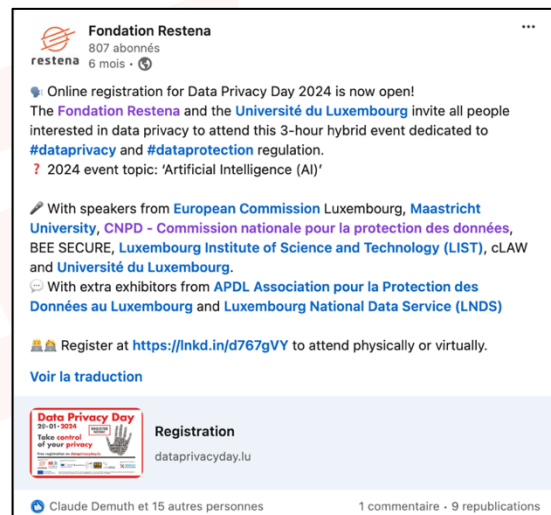 Fondation Restena
807 abonnés
restena
6 mois •
Online registration for Data Privacy Day 2024 is now open!
The Fondation Restena and the Université du Luxembourg invite all people
interested in data privacy to attend this 3-hour hybrid event dedicated to
#dataprivacy and #dataprotection regulation.
? 2024 event topic: ‘Artificial Intelligence (AI)’
With speakers from European Commission Luxembourg, Maastricht
University, CNPD - Commission nationale pour la protection des données,
BEE SECURE, Luxembourg Institute of Science and Technology (LIST), cLAW
and Université du Luxembourg.
With extra exhibitors from APDL Association pour la Protection des
Données au Luxembourg and Luxembourg National Data Service (LNDS)
Register at https://lnkd.in/d767gVY to attend physically or virtually.
Voir la traduction
Data Privacy Day
Take control
of your privacy
Registration
dataprivacyday.lu
Claude Demuth et 15 autres personnes
1 commentaire • 9 republications